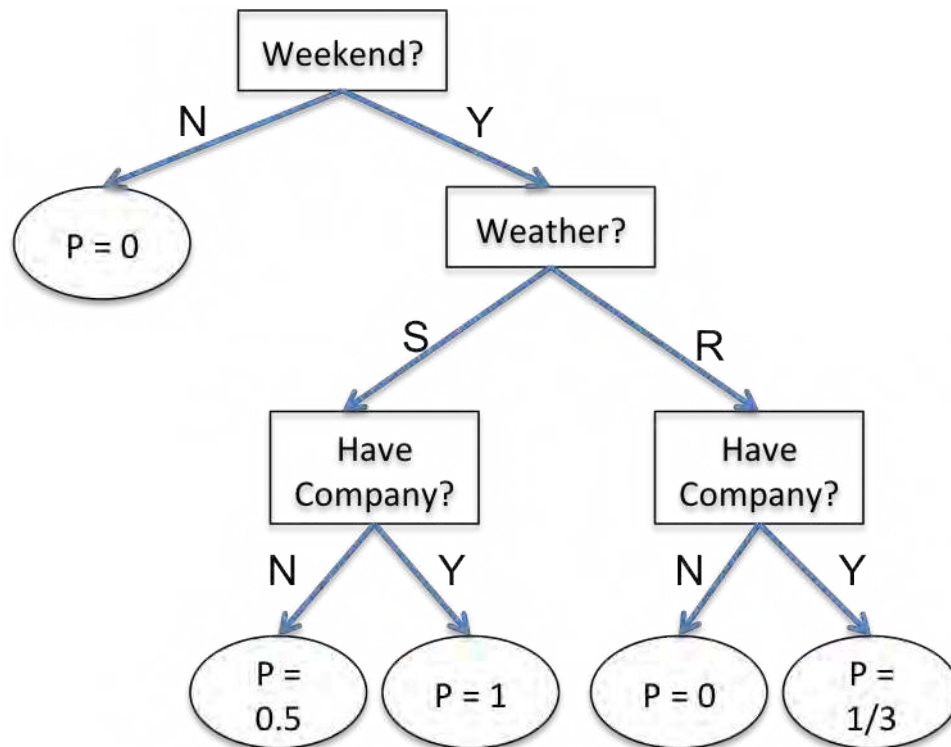 Weekend?
N
Y
P = 0
Weather?
S
R
Have
Company?
Have
Company?
N
Y
N
Y
P =
0.5
P = 1
P = 0
P =
1/3